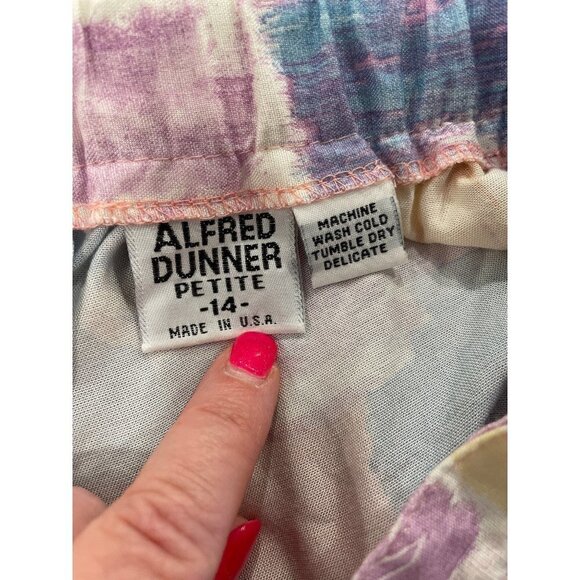 ALFRED
DUNNER
PETITE
-14-
MADE IN U.S.A.
MACHINE
WASH COLD
TUMBLE DRY
DELICATE